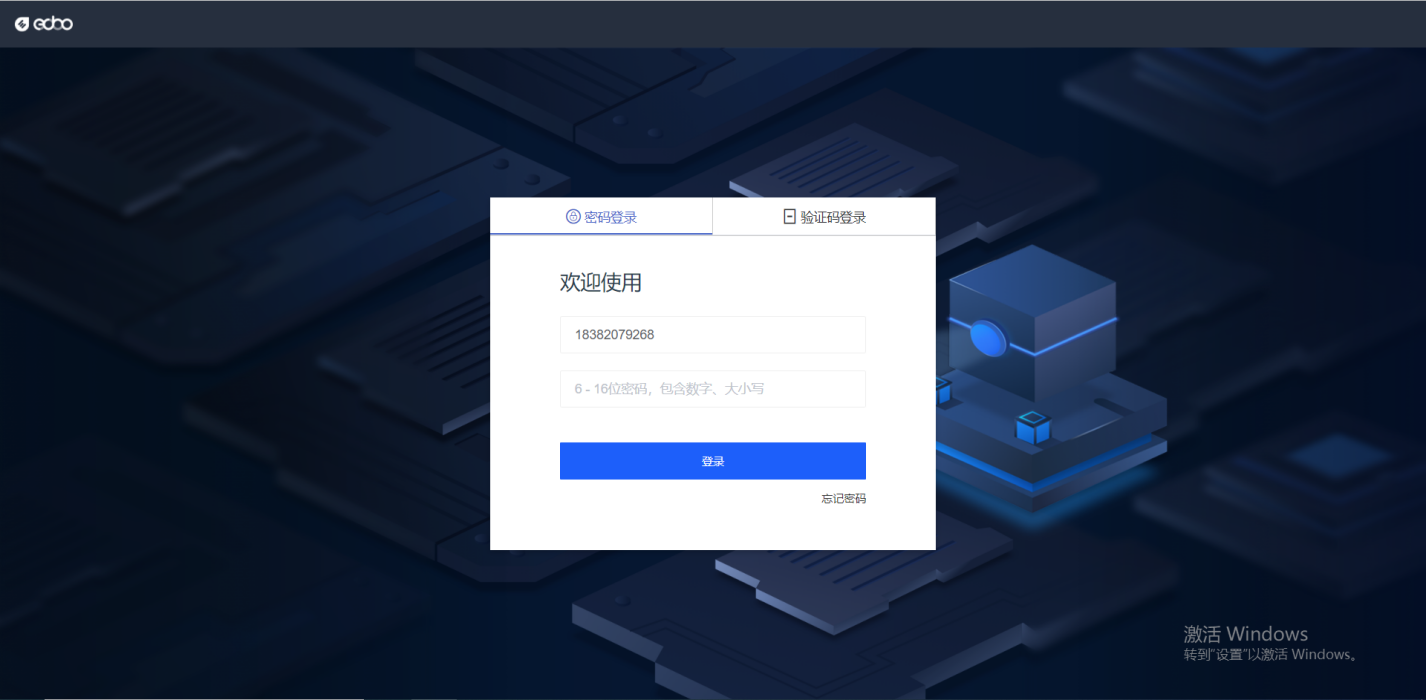 ecbo
密码登录
验证码登录
欢迎使用
18382079268
6 - 16位密码，包含数字、大小写
登录
忘记密码
激活 Windows
转到"设置"以激活 Windows。